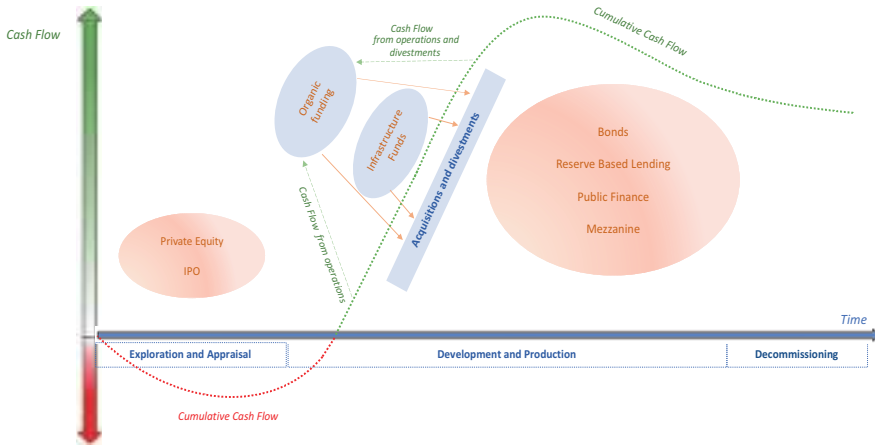 Cash Flow
Cash Flow
from operations and
divestments
Cumulative Cash Flow
Organic
funding
Infrastructure
Funds
Acquisitions and divestments
Cash Flow from operations
Bonds
Reserve Based Lending
Public Finance
Mezzanine
Private Equity
IPO
Time
Exploration and Appraisal
Development and Production
Decommissioning
Cumulative Cash Flow